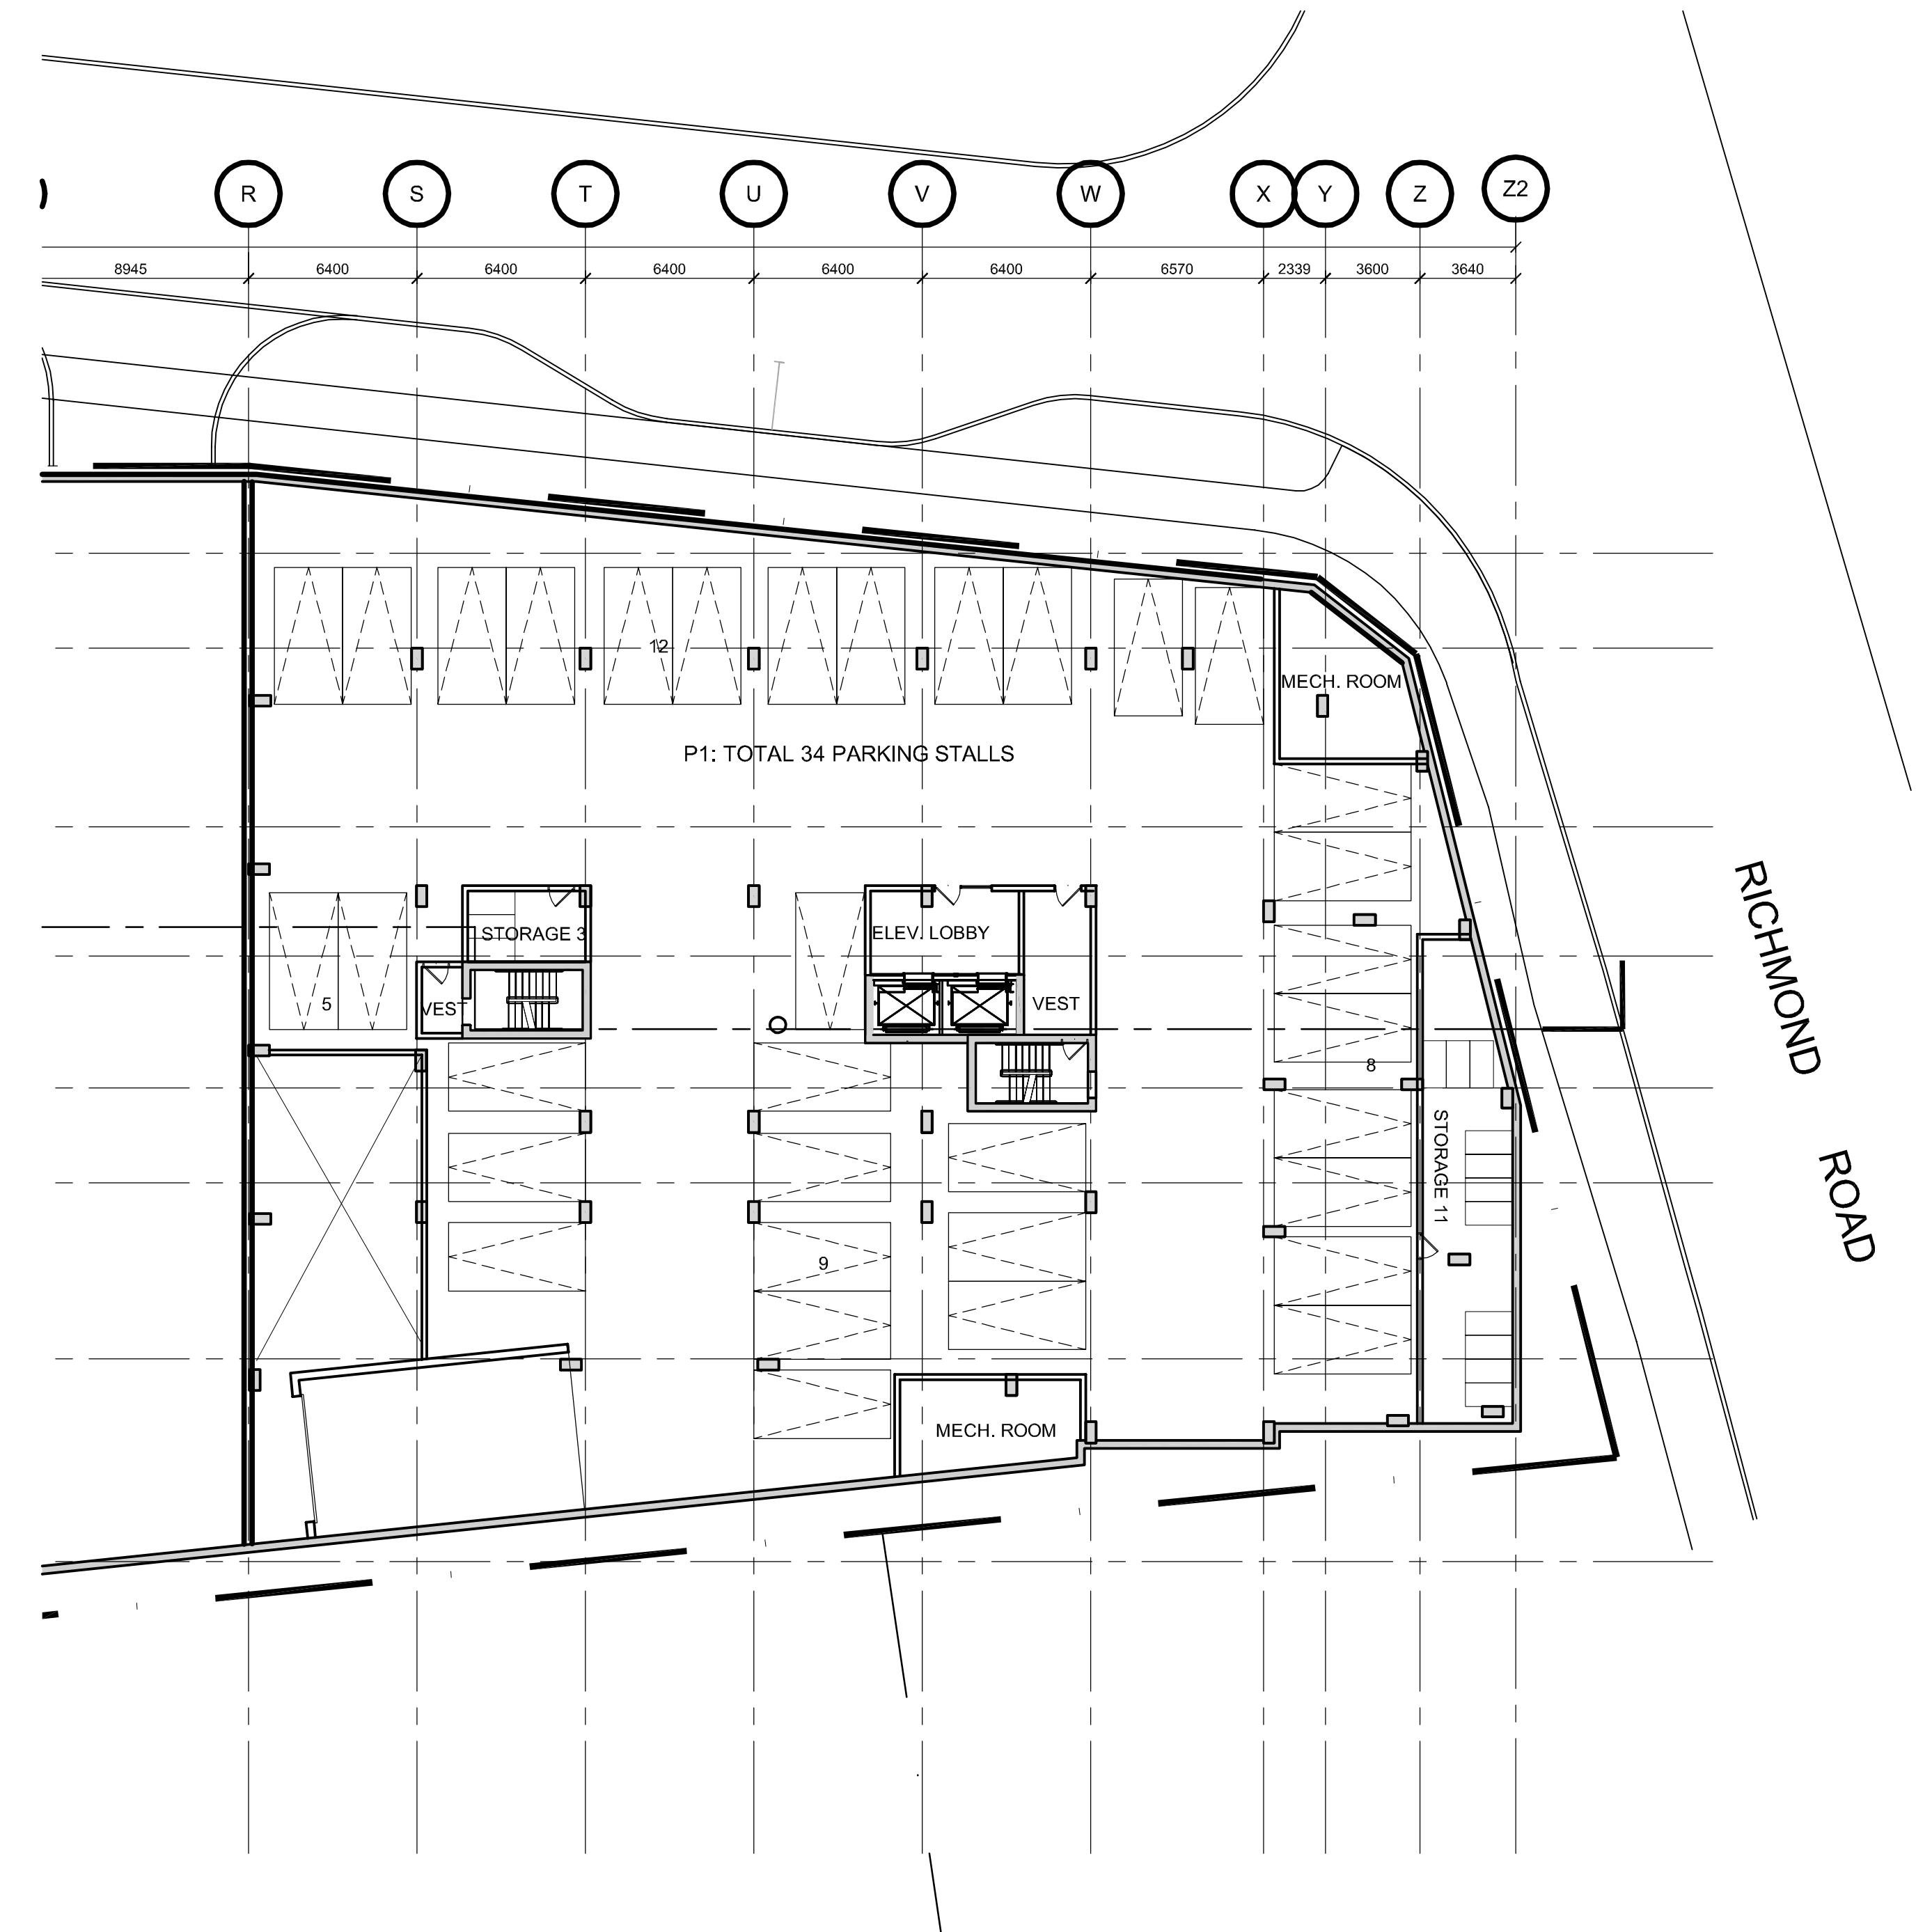 R S T U V W X Y Z Z2
8945 6400 6400 6400 6400 6400 6570 2339 3600 3640
12
MECH. ROOM
P1: TOTAL 34 PARKING STALLS
STORAGE 3
ELEV. LOBBY
5
VEST
VEST
8
STORAGE 11
9
MECH. ROOM
RICHMOND
ROAD